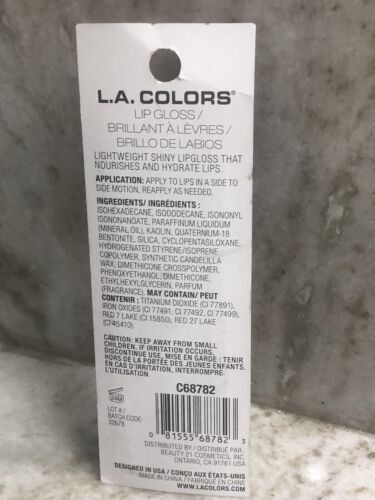 L.A. COLORS®
LIP GLOSS/
BRILLANT À LÈVRES/
BRILLO DE LABIOS
LIGHTWEIGHT SHINY LIPGLOSS THAT
NOURISHES AND HYDRATE LIPS.
APPLICATION: APPLY TO LIPS IN A SIDE TO
SIDE MOTION, REAPPLY AS NEEDED.
INGREDIENTS/ INGRÉDIENTS :
ISOHEXADECANE, ISODODECANE, ISONONYL
ISONONANOATE, PARAFFINUM LIQUIDUM
(MINERAL OIL), KAOLIN, QUATERNIUM-18
BENTONITE, SILICA, CYCLOPENTASILOXANE,
HYDROGENATED STYRENE/ISOPRENE
COPOLYMER, SYNTHETIC CANDELILLA
WAX, DIMETHICONE CROSSPOLYMER,
PHENOXYETHANOL, DIMETHICONE,
ETHYLHEXYLGLYCERIN, PARFUM
(FRAGRANCE). MAY CONTAIN/ PEUT
CONTENIR : TITANIUM DIOXIDE (CI 77891),
IRON OXIDES (CI 77491, CI 77492, CI 77499),
RED 7 LAKE (CI 15850), RED 27 LAKE
(CI 45410).
CAUTION: KEEP AWAY FROM SMALL
CHILDREN. IF IRRITATION OCCURS,
DISCONTINUE USE, MISE EN GARDE : TENIR
HORS DE LA PORTÉE DES JEUNES ENFANTS.
EN CAS D'IRRITATION, INTERROMPRE
L'UTILISATION.
C68782
24M
LOT # /
BATCH CODE:
32678
0 81555 68782 3
DISTRIBUTED BY / DISTRIBUÉ PAR :
BEAUTY 21 COSMETICS, INC.
ONTARIO, CA 91761 USA
DESIGNED IN USA / CONÇU AUX ÉTATS-UNIS
MADE IN CHINA / FABRIQUÉ EN CHINE
WWW.LACOLORS.COM